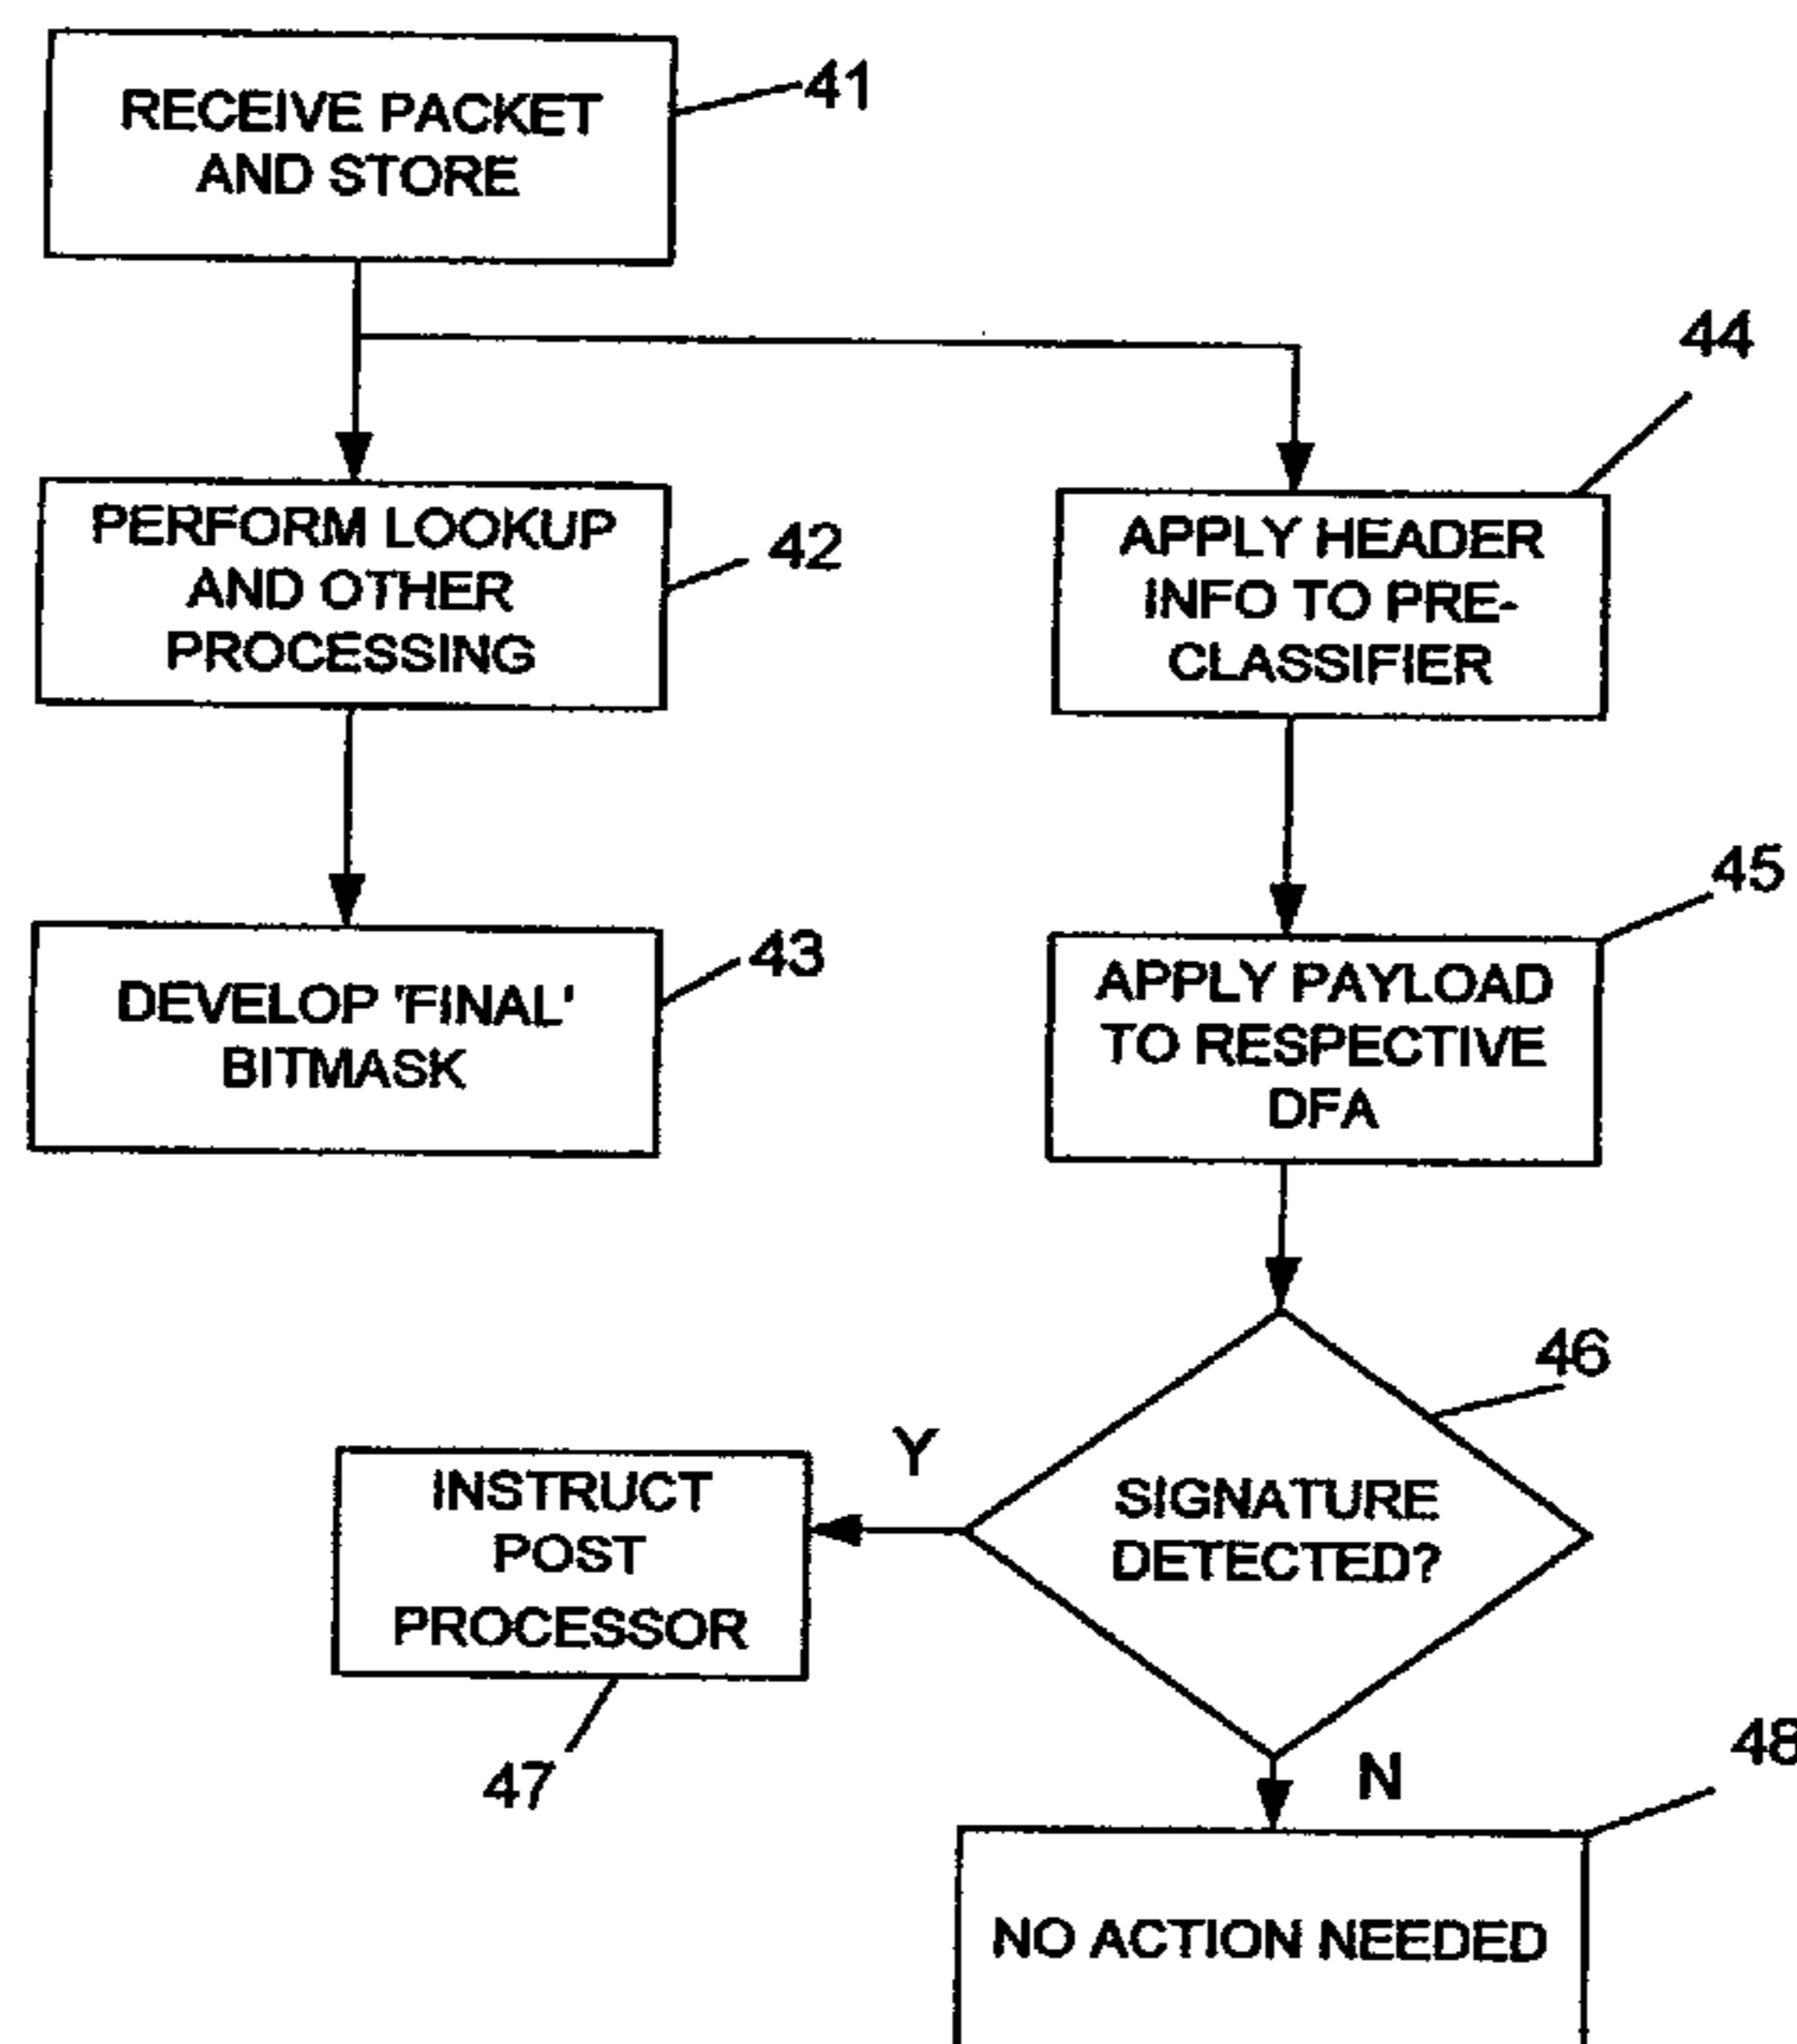 RECEIVE PACKET
AND STORE
41
44
PERFORM LOOKUP
AND OTHER
PROCESSING
42
APPLY HEADER
INFO TO PRE-
CLASSIFIER
45
DEVELOP 'FINAL'
BITMASK
43
APPLY PAYLOAD
TO RESPECTIVE
DFA
46
Y
INSTRUCT
POST
PROCESSOR
47
SIGNATURE
DETECTED?
N
48
NO ACTION NEEDED